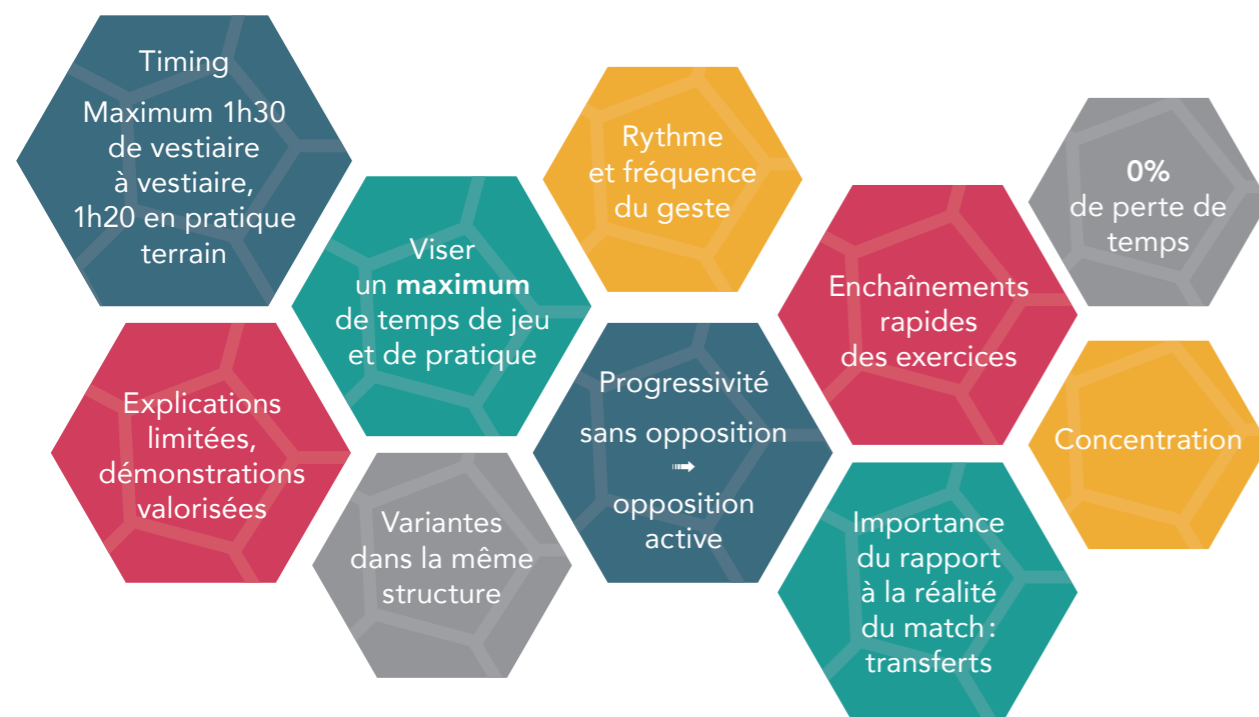 Timing
Maximum 1h30
de vestiaire
à vestiaire,
1h20 en pratique
terrain
Viser
un maximum
de temps de jeu
et de pratique
Rythme
et fréquence
du geste
Enchaînements
rapides
des exercices
0%
de perte de
temps
Explications
limitées,
démonstrations
valorisées
Variantes
dans la même
structure
Progressivité
sans opposition
➟
opposition
active
Importance
du rapport
à la réalité
du match :
transferts
Concentration